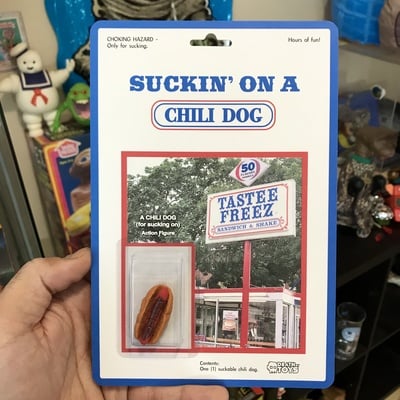 CHOKING HAZARD –
Only for sucking.
Hours of fun!
SUCKIN' ON A
CHILI DOG
50
TASTEE
FREEZ
SANDWICH & SHAKE
A CHILI DOG
(for sucking on)
Action Figure
Contents:
One (1) suckable chili dog.
TOYS